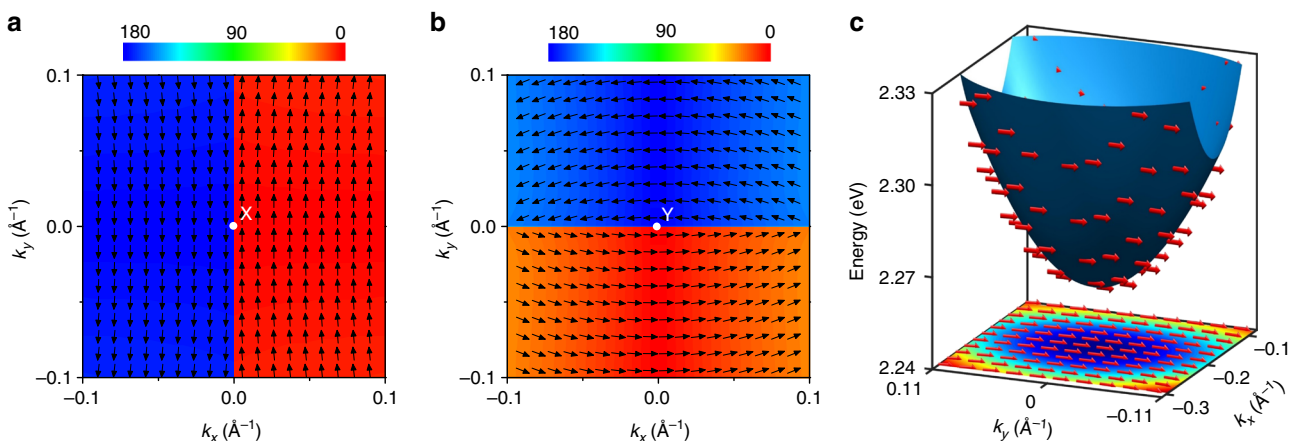 a
180 90 0
0.1
0.0
–0.1
k_y (Å⁻¹)
X
–0.1 0.0 0.1
k_x (Å⁻¹)
b
180 90 0
0.1
0.0
–0.1
k_y (Å⁻¹)
Y
–0.1 0.0 0.1
k_x (Å⁻¹)
c
2.33
2.30
2.27
2.24
Energy (eV)
0.11 0 –0.11
k_y (Å⁻¹)
–0.1
–0.2
–0.3
k_x (Å⁻¹)